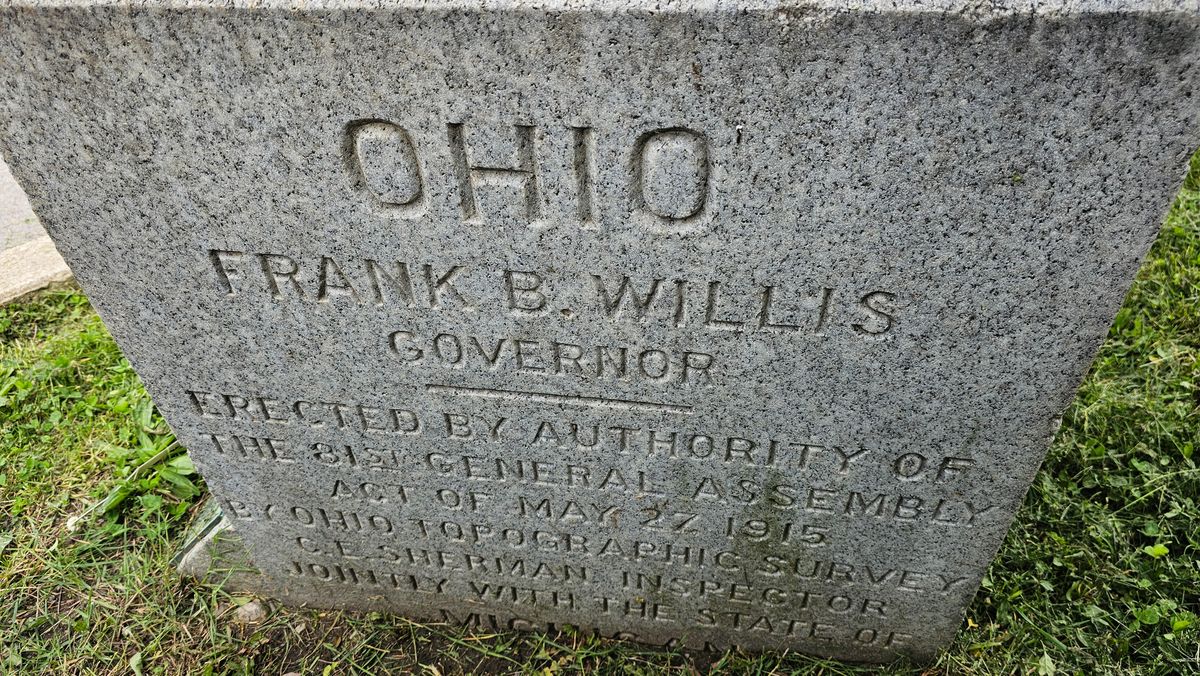 OHIO
FRANK B. WILLIS
GOVERNOR
ERECTED BY AUTHORITY OF
THE 81ST GENERAL ASSEMBLY
ACT OF MAY 27, 1915
BY OHIO TOPOGRAPHIC SURVEY
C.E. SHERMAN INSPECTOR
JOINTLY WITH THE STATE OF
MICHIGAN